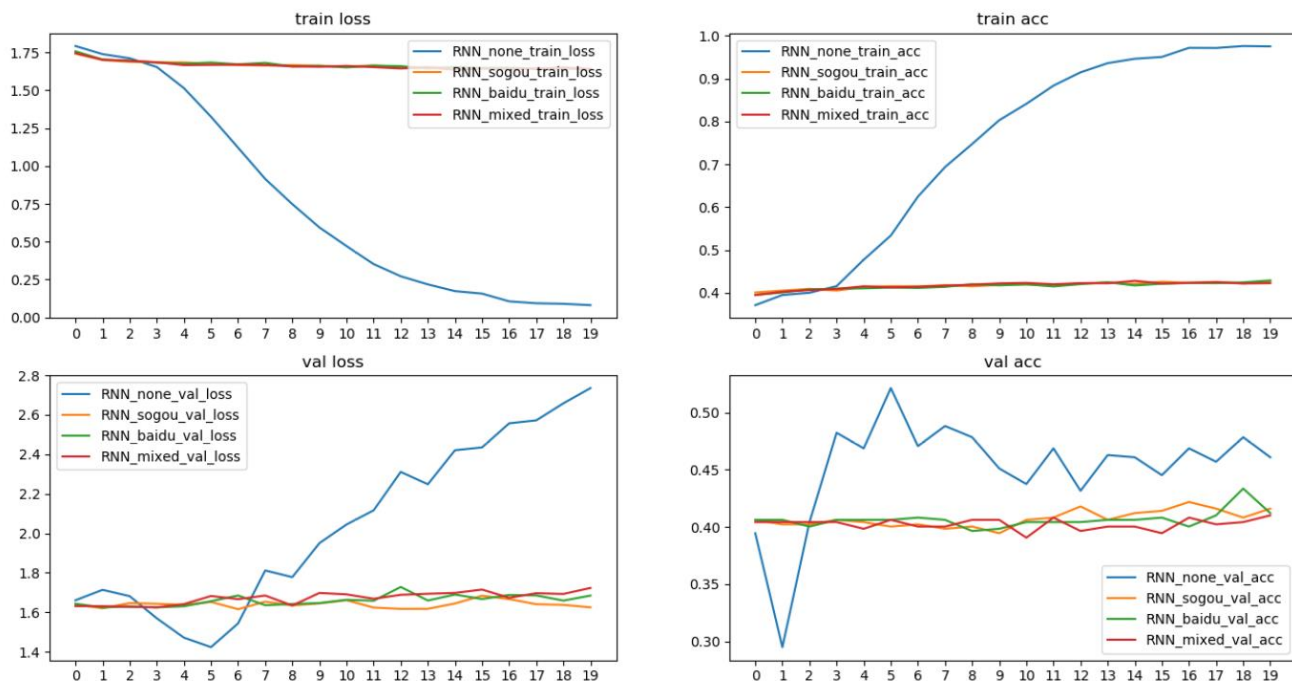 train loss
1.75
1.50
1.25
1.00
0.75
0.50
0.25
0.00
0 1 2 3 4 5 6 7 8 9 10 11 12 13 14 15 16 17 18 19
RNN_none_train_loss
RNN_sogou_train_loss
RNN_baidu_train_loss
RNN_mixed_train_loss
train acc
1.0
0.9
0.8
0.7
0.6
0.5
0.4
0 1 2 3 4 5 6 7 8 9 10 11 12 13 14 15 16 17 18 19
RNN_none_train_acc
RNN_sogou_train_acc
RNN_baidu_train_acc
RNN_mixed_train_acc
val loss
2.8
2.6
2.4
2.2
2.0
1.8
1.6
1.4
0 1 2 3 4 5 6 7 8 9 10 11 12 13 14 15 16 17 18 19
RNN_none_val_loss
RNN_sogou_val_loss
RNN_baidu_val_loss
RNN_mixed_val_loss
val acc
0.50
0.45
0.40
0.35
0.30
0 1 2 3 4 5 6 7 8 9 10 11 12 13 14 15 16 17 18 19
RNN_none_val_acc
RNN_sogou_val_acc
RNN_baidu_val_acc
RNN_mixed_val_acc